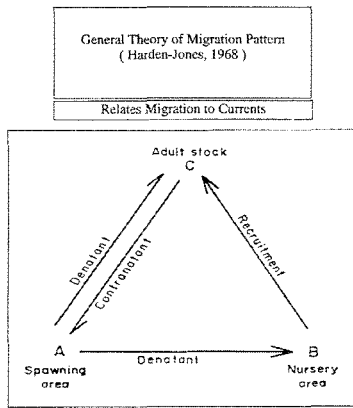 General Theory of Migration Pattern
( Harden-Jones, 1968 )
Relates Migration to Currents
Adult stock
C
Denatant
Contranatant
Recruitment
A
Denatant
B
Spawning
area
Nursery
area